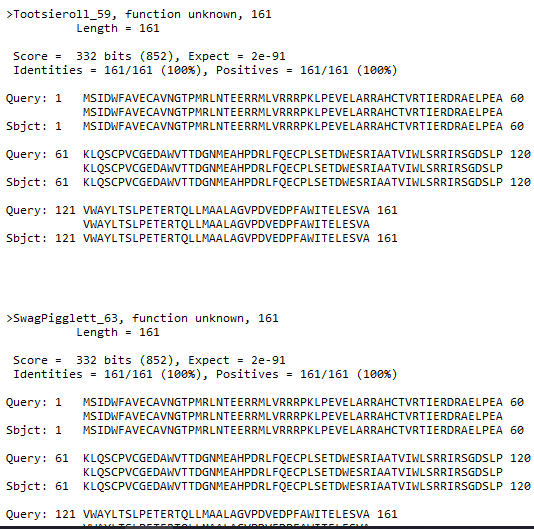 >Tootsieroll_59, function unknown, 161
Length = 161
Score =  332 bits (852), Expect = 2e-91
Identities = 161/161 (100%), Positives = 161/161 (100%)
Query: 1   MSIDWFAVECAVNGTPMRLNTEERRMLVRRRPKLPEVELARRAHCTVRTIERDRAELPEA 60
MSIDWFAVECAVNGTPMRLNTEERRMLVRRRPKLPEVELARRAHCTVRTIERDRAELPEA
Sbjct: 1   MSIDWFAVECAVNGTPMRLNTEERRMLVRRRPKLPEVELARRAHCTVRTIERDRAELPEA 60
Query: 61  KLQSCPVCGEDAWVTTDGNMEAHPDRLFQECPLSETDWESRIAATVIWLSRRIRSGDSLP 120
KLQSCPVCGEDAWVTTDGNMEAHPDRLFQECPLSETDWESRIAATVIWLSRRIRSGDSLP
Sbjct: 61  KLQSCPVCGEDAWVTTDGNMEAHPDRLFQECPLSETDWESRIAATVIWLSRRIRSGDSLP 120
Query: 121 VWAYLTSLPETERTQLLMAALAGVPDVEDPFAWITELESVA 161
VWAYLTSLPETERTQLLMAALAGVPDVEDPFAWITELESVA
Sbjct: 121 VWAYLTSLPETERTQLLMAALAGVPDVEDPFAWITELESVA 161
>SwagPigglett_63, function unknown, 161
Length = 161
Score =  332 bits (852), Expect = 2e-91
Identities = 161/161 (100%), Positives = 161/161 (100%)
Query: 1   MSIDWFAVECAVNGTPMRLNTEERRMLVRRRPKLPEVELARRAHCTVRTIERDRAELPEA 60
MSIDWFAVECAVNGTPMRLNTEERRMLVRRRPKLPEVELARRAHCTVRTIERDRAELPEA
Sbjct: 1   MSIDWFAVECAVNGTPMRLNTEERRMLVRRRPKLPEVELARRAHCTVRTIERDRAELPEA 60
Query: 61  KLQSCPVCGEDAWVTTDGNMEAHPDRLFQECPLSETDWESRIAATVIWLSRRIRSGDSLP 120
KLQSCPVCGEDAWVTTDGNMEAHPDRLFQECPLSETDWESRIAATVIWLSRRIRSGDSLP
Sbjct: 61  KLQSCPVCGEDAWVTTDGNMEAHPDRLFQECPLSETDWESRIAATVIWLSRRIRSGDSLP 120
Query: 121 VWAYLTSLPETERTQLLMAALAGVPDVEDPFAWITELESVA 161